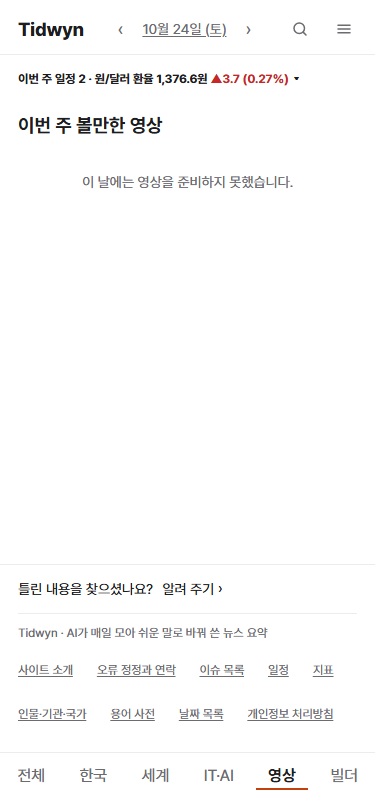 Tidwyn ‹ 10월 24일 (토) ›
이번 주 일정 2 · 원/달러 환율 1,376.6원 ▲3.7 (0.27%) ▾
이번 주 볼만한 영상
이 날에는 영상을 준비하지 못했습니다.
틀린 내용을 찾으셨나요? 알려 주기 ›
Tidwyn · AI가 매일 모아 쉬운 말로 바꿔 쓴 뉴스 요약
사이트 소개 오류 정정과 연락 이슈 목록 일정 지표
인물·기관·국가 용어 사전 날짜 목록 개인정보 처리방침
전체 한국 세계 IT·AI 영상 빌더